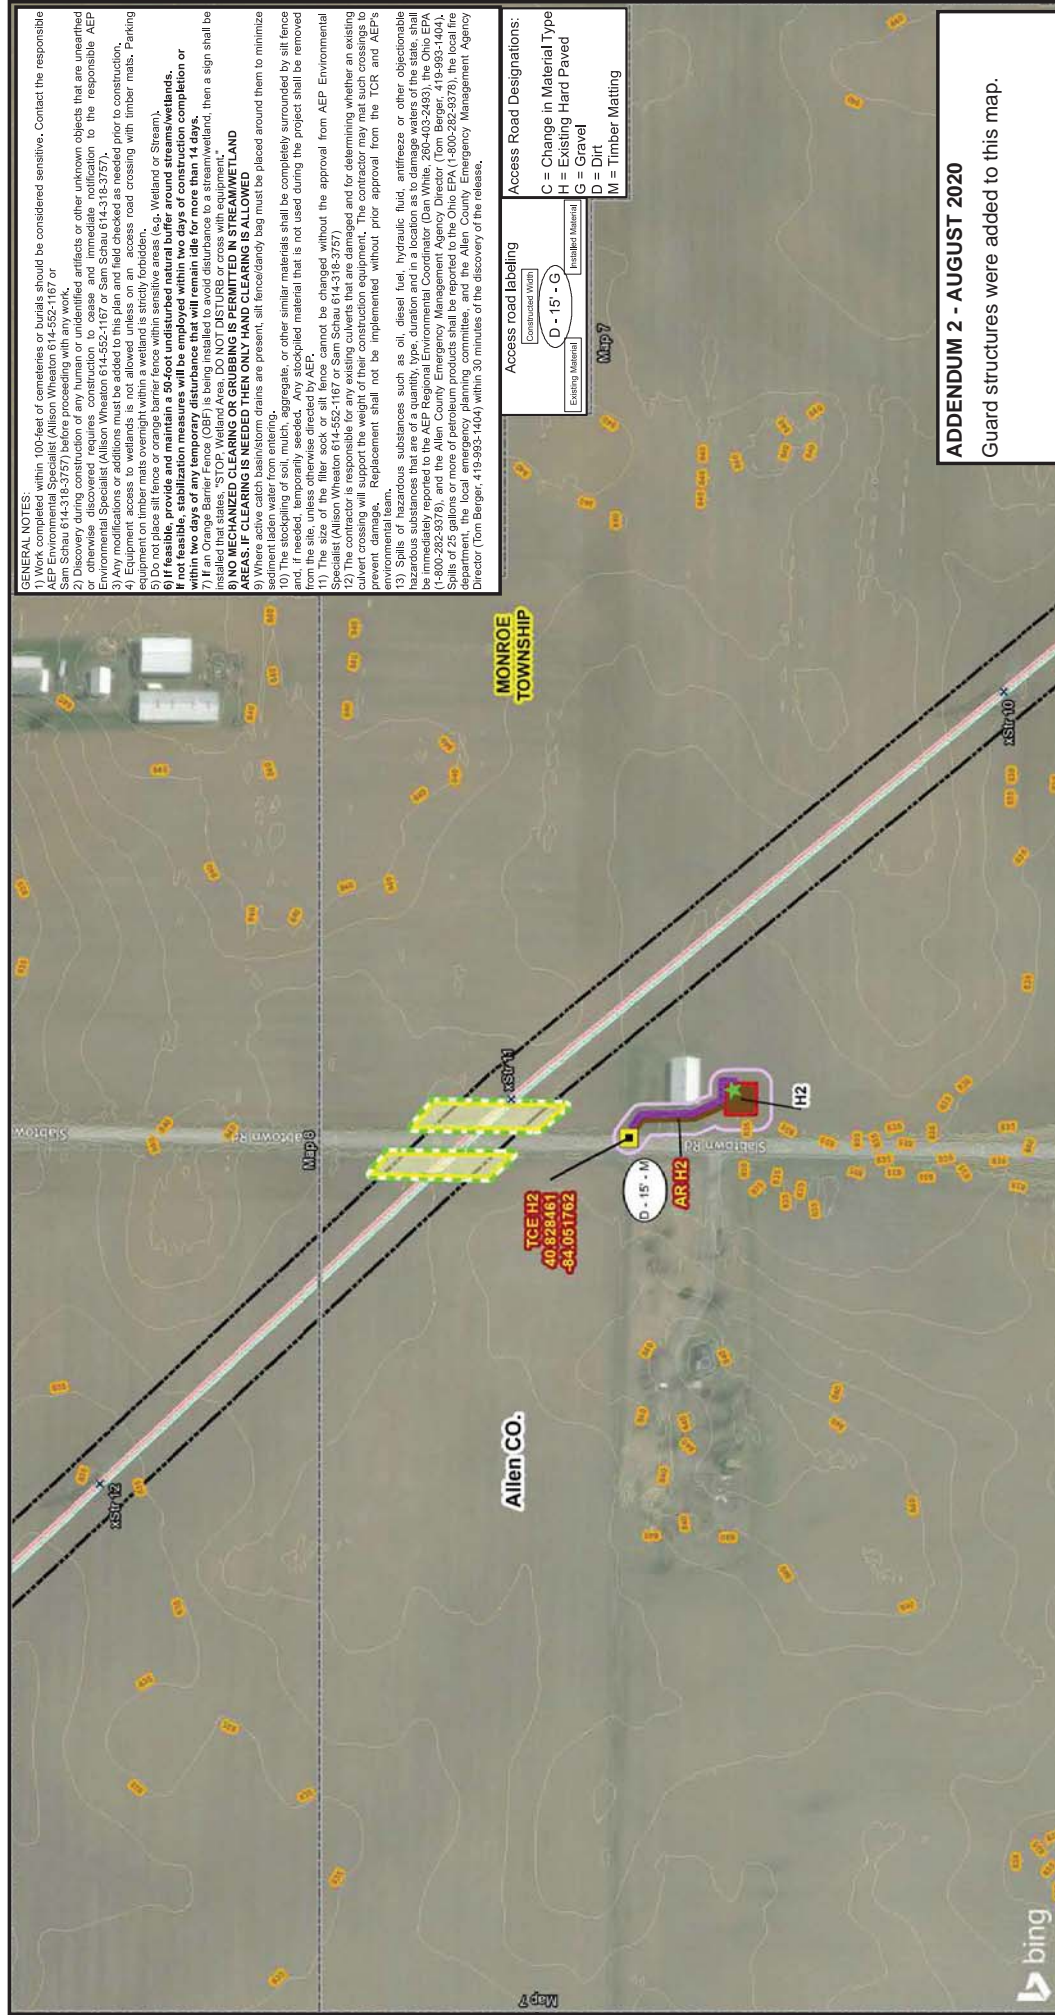 GENERAL NOTES:
1) Work completed within 100-feet of cemeteries or burials should be considered sensitive. Contact the responsible
AEP Environmental Specialist (Allison Wheaton 614-552-1167 or
Sam Schau 614-318-3757) before proceeding with any work.
2) Discovery during construction of any human or unidentified artifacts or other unknown objects that are unearthed
or otherwise discovered requires construction to cease and immediate notification to the responsible AEP
Environmental Specialist (Allison Wheaton 614-552-1167 or Sam Schau 614-318-3757).
3) Any modifications or additions must be added to this plan and field checked as needed prior to construction.
4) Equipment access to wetlands is not allowed unless on an access road crossing with timber mats. Parking
equipment on timber mats overnight within a wetland is strictly forbidden.
5) Do not place silt fence or orange barrier fence within sensitive areas (e.g. Wetland or Stream).
6) If feasible, provide and maintain a 50-foot undisturbed natural buffer around streams/wetlands.
If not feasible, stabilization measures will be employed within two days of construction completion or
within two days of any temporary disturbance that will remain idle for more than 14 days.
7) If an Orange Barrier Fence (OBF) is being installed to avoid disturbance to a stream/wetland, then a sign shall be
installed that states, "STOP, Wetland Area, DO NOT DISTURB or cross with equipment."
8) NO MECHANIZED CLEARING OR GRUBBING IS PERMITTED IN STREAM/WETLAND
AREAS. IF CLEARING IS NEEDED THEN ONLY HAND CLEARING IS ALLOWED
9) Where active catch basin/storm drains are present, silt fence/dandy bag must be placed around them to minimize
sediment laden water from entering.
10) The stockpiling of soil, mulch, aggregate, or other similar materials shall be completely surrounded by silt fence
and, if needed, temporarily seeded. Any stockpiled material that is not used during the project shall be removed
from the site, unless otherwise directed by AEP.
11) The size of the filter sock or silt fence cannot be changed without the approval from AEP Environmental
Specialist (Allison Wheaton 614-552-1167 or Sam Schau 614-318-3757)
12) The contractor is responsible for any existing culverts that are damaged and for determining whether an existing
culvert crossing will support the weight of their construction equipment. The contractor may mat such crossings to
prevent damage. Replacement shall not be implemented without prior approval from the TCR and AEP's
environmental team.
13) Spills of hazardous substances such as oil, diesel fuel, hydraulic fluid, antifreeze or other objectionable
hazardous substances that are of a quantity, type, duration and in a location as to damage waters of the state, shall
be immediately reported to the AEP Regional Environmental Coordinator (Dan White, 260-403-2493), the Ohio EPA
(1-800-282-9378), and the Allen County Emergency Management Agency Director (Tom Berger, 419-993-1404).
Spills of 25 gallons or more of petroleum products shall be reported to the Ohio EPA (1-800-282-9378), the local fire
department, the local emergency planning committee, and the Allen County Emergency Management Agency
Director (Tom Berger, 419-993-1404) within 30 minutes of the discovery of the release.
Access road labeling
Constructed Width
D - 15' - G
Existing Material
Installed Material
Access Road Designations:
C = Change in Material Type
H = Existing Hard Paved
G = Gravel
D = Dirt
M = Timber Matting
Map 7
MONROE
TOWNSHIP
Slabtown
Slabtown Rd
Map 8
xStr 12
xStr 11
xStr 10
Allen CO.
TCE H2
40.828461
-84.051762
D - 15' - M
AR H2
Slabtown Rd
H2
Map 7
bing
ADDENDUM 2 - AUGUST 2020
Guard structures were added to this map.